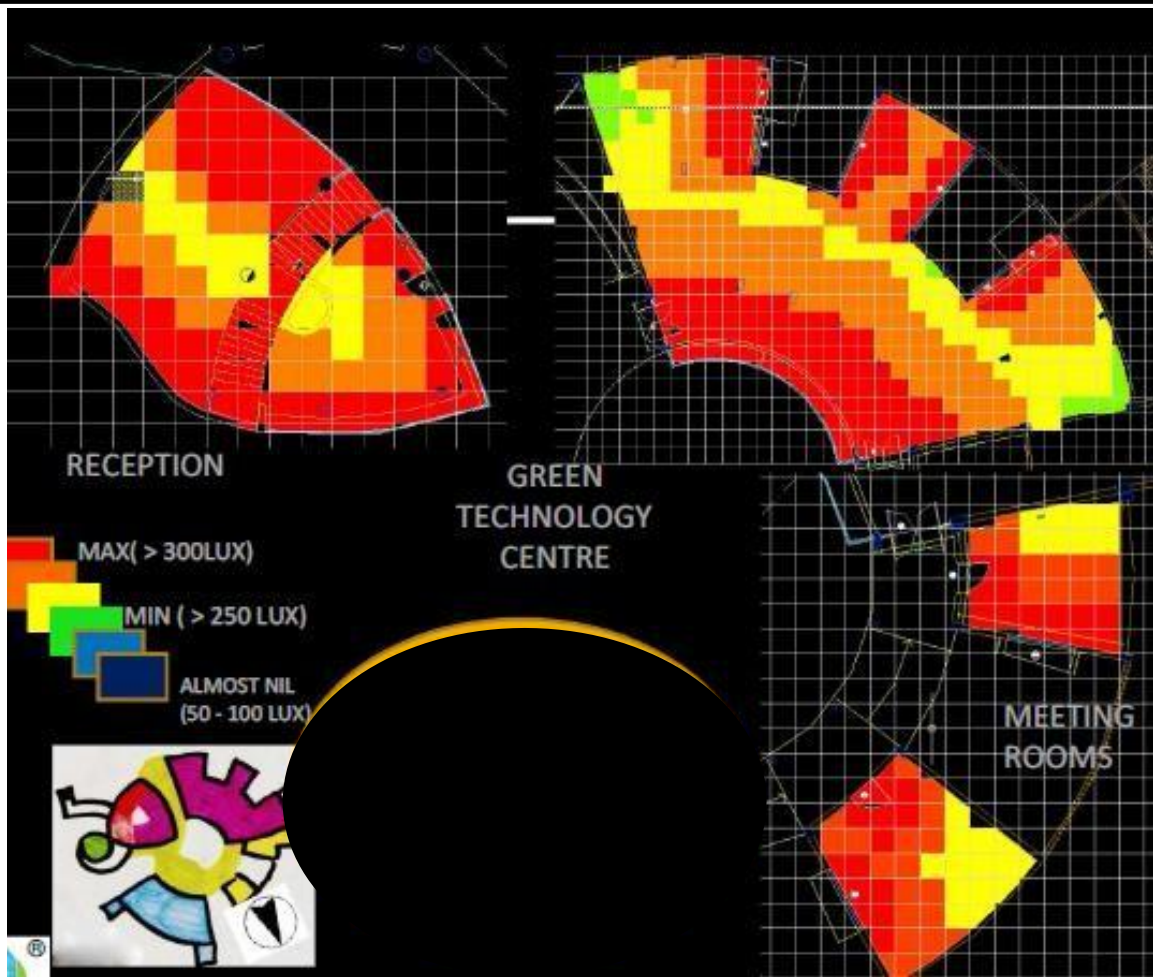 RECEPTION
GREEN
TECHNOLOGY
CENTRE
MAX( > 300LUX)
MIN ( > 250 LUX)
ALMOST NIL
(50 - 100 LUX)
MEETING
ROOMS
®